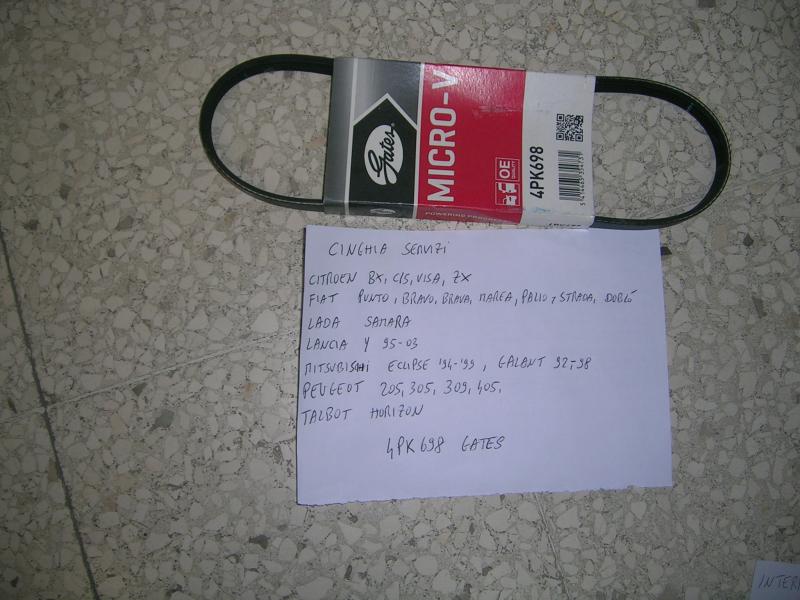 Gates
MICRO-V
OE
QUALITY
4PK698
CINGHIA SERVIZI
CITROEN BX, C15, VISA, ZX
FIAT PUNTO, BRAVO, BRAVA, MAREA, PALIO, STRADA, DOBLÓ
LADA SAMARA
LANCIA Y 95-03
MITSUBISHI ECLIPSE '94-'99, GALANT 92-98
PEUGEOT 205, 305, 309, 405,
TALBOT HORIZON
4PK698 GATES